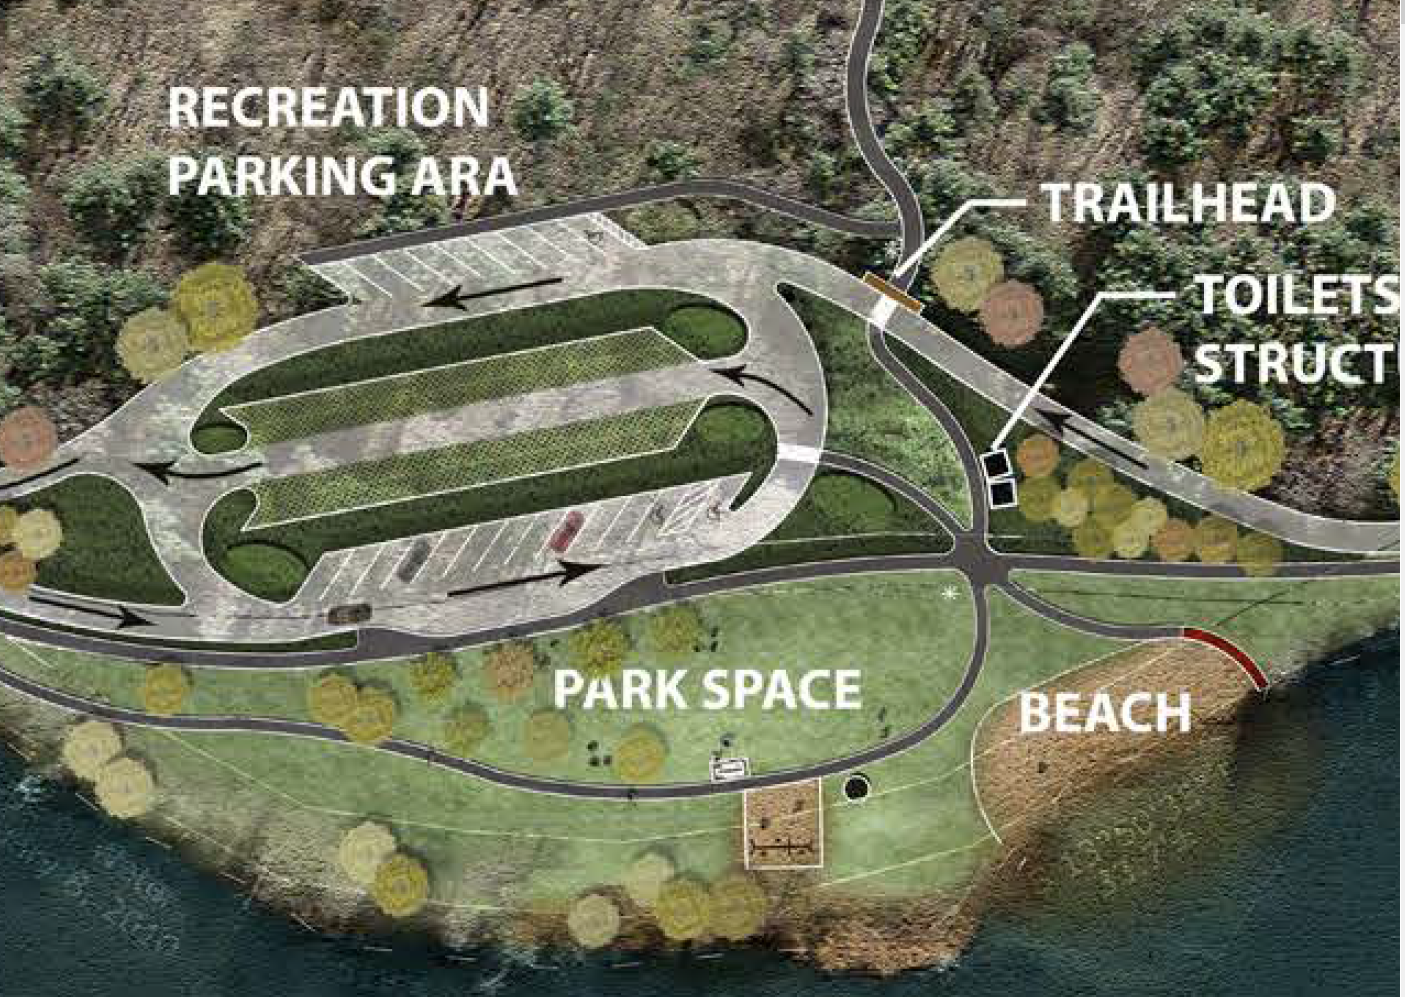 RECREATION
PARKING ARA
TRAILHEAD
TOILETS
STRUCT
PARK SPACE
BEACH